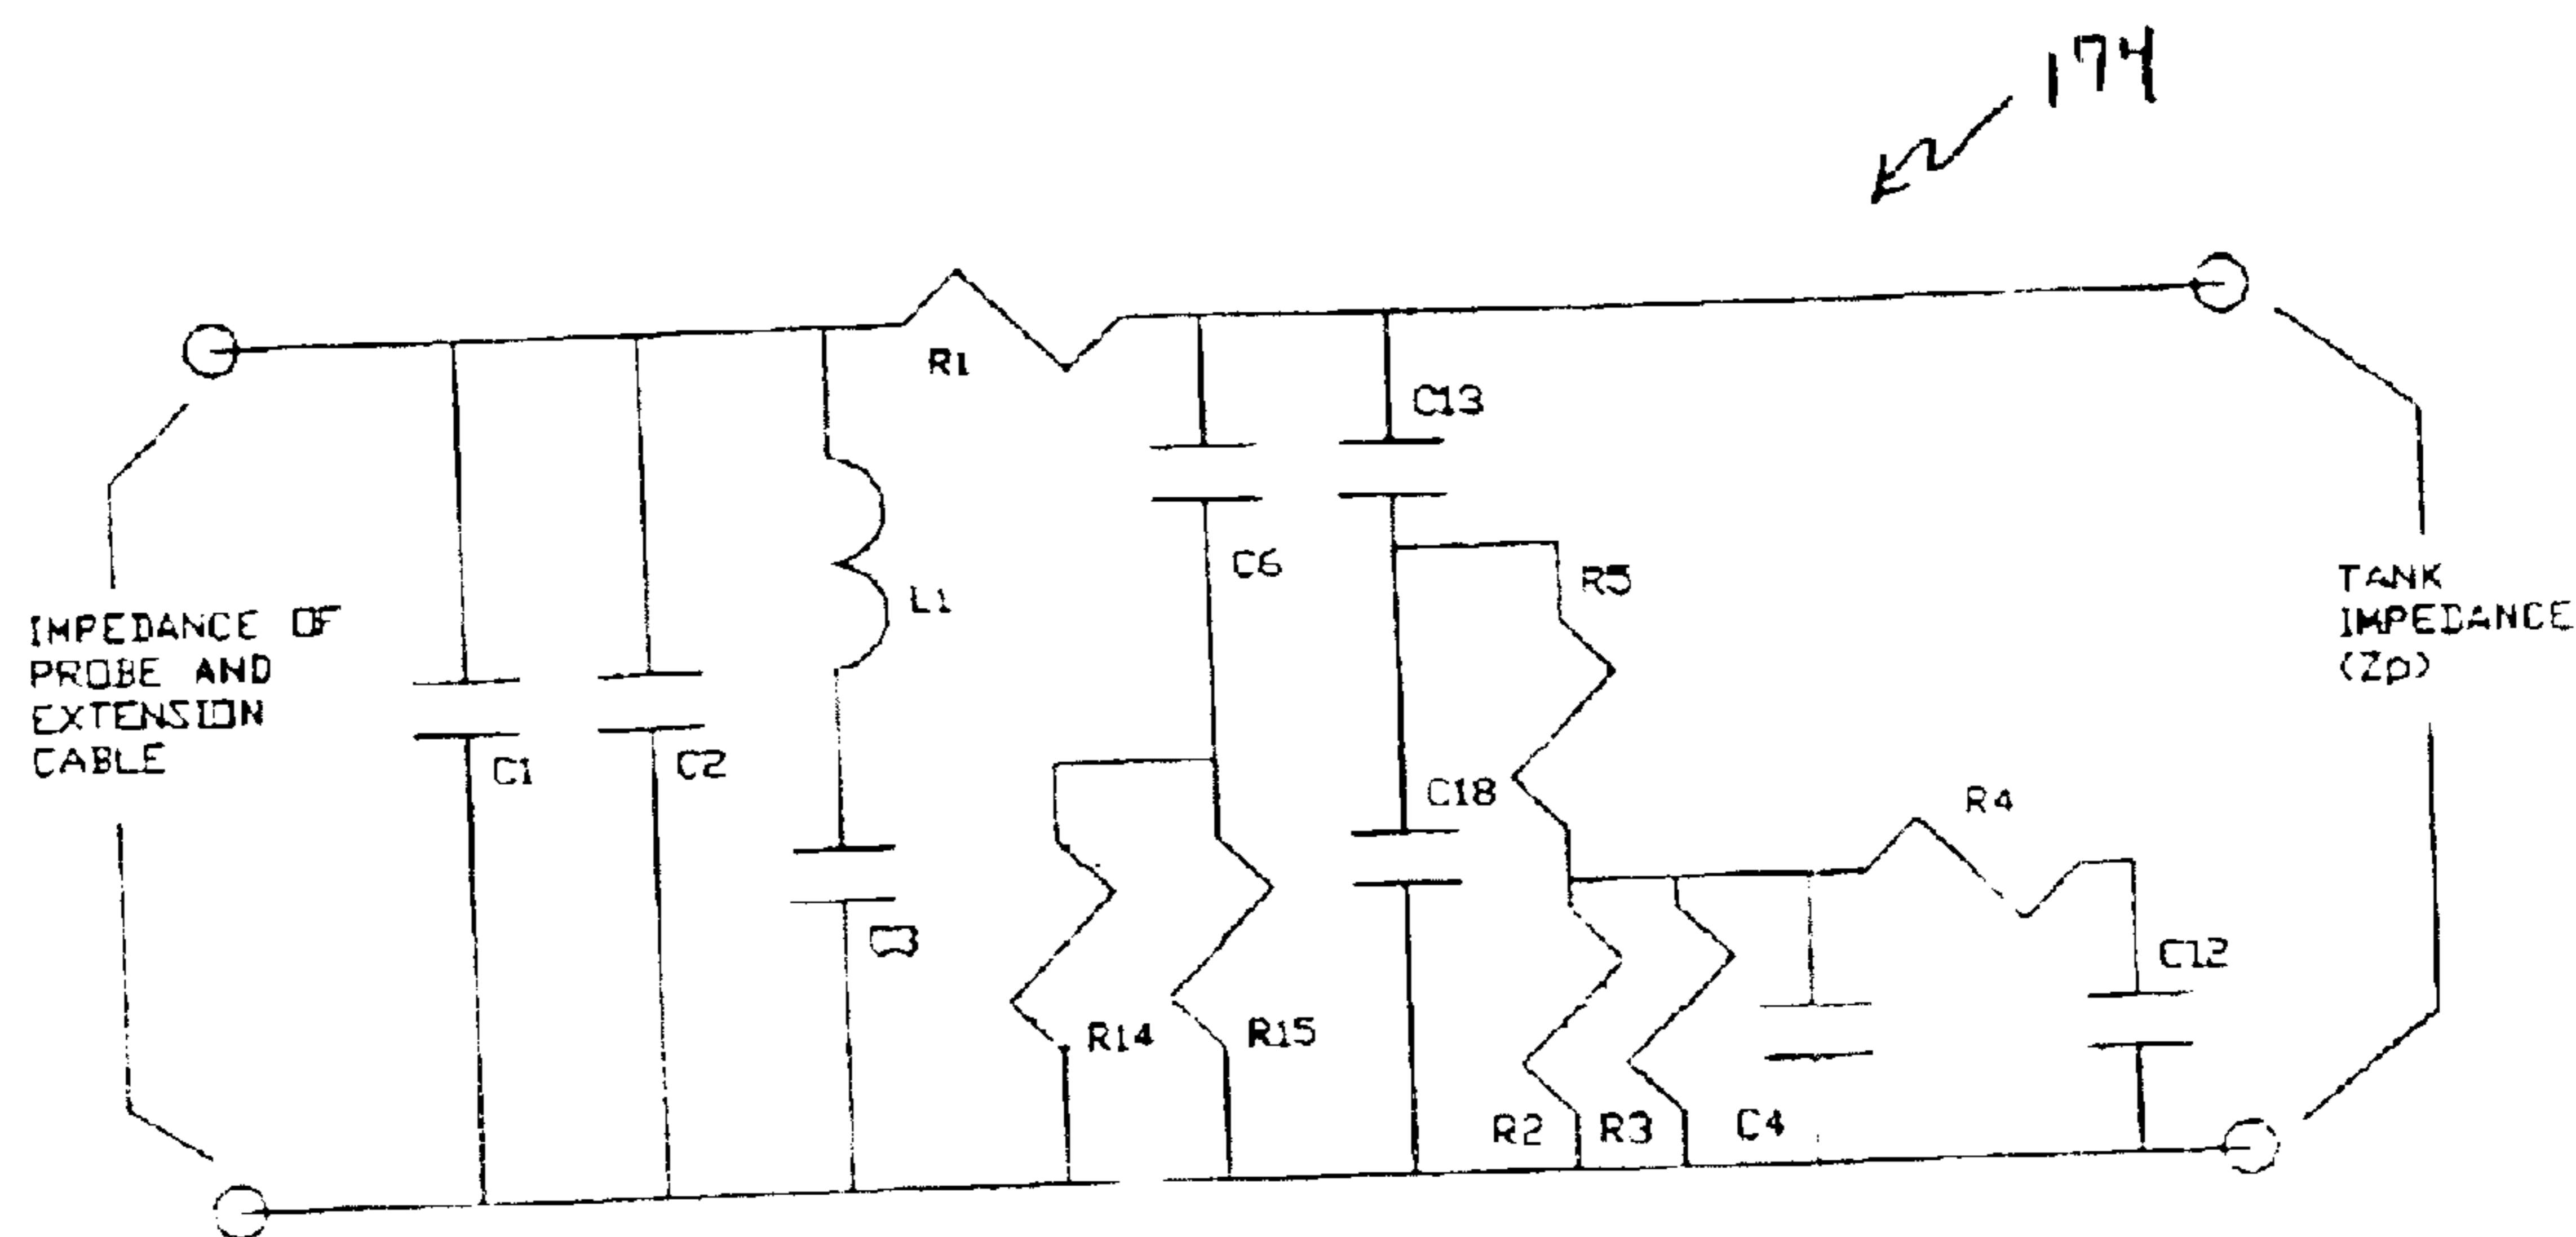 174
R1
C13
C6
R5
L1
IMPEDANCE OF
PROBE AND
EXTENSION
CABLE
TANK
IMPEDANCE
(Zp)
C1
C2
C18
R4
C3
C12
R14
R15
R2
R3
C4